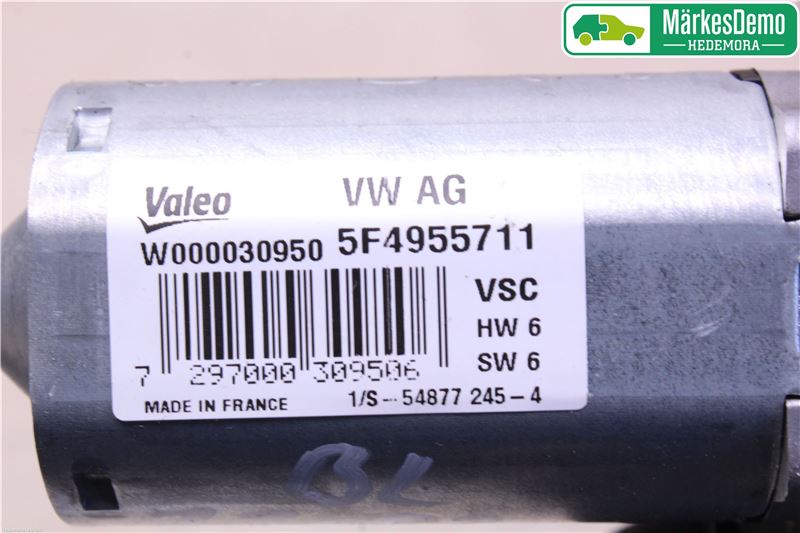 MärkesDemo
HEDEMORA
Valeo VW AG
W000030950 5F4955711
VSC
HW 6
SW 6
7 297000 309506
MADE IN FRANCE 1/S-54877 245-4
BL